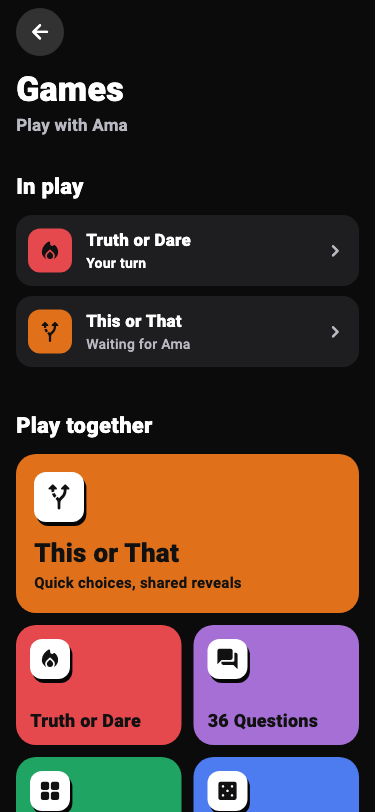 Games
Play with Ama
In play
Truth or Dare
Your turn
This or That
Waiting for Ama
Play together
This or That
Quick choices, shared reveals
Truth or Dare
36 Questions